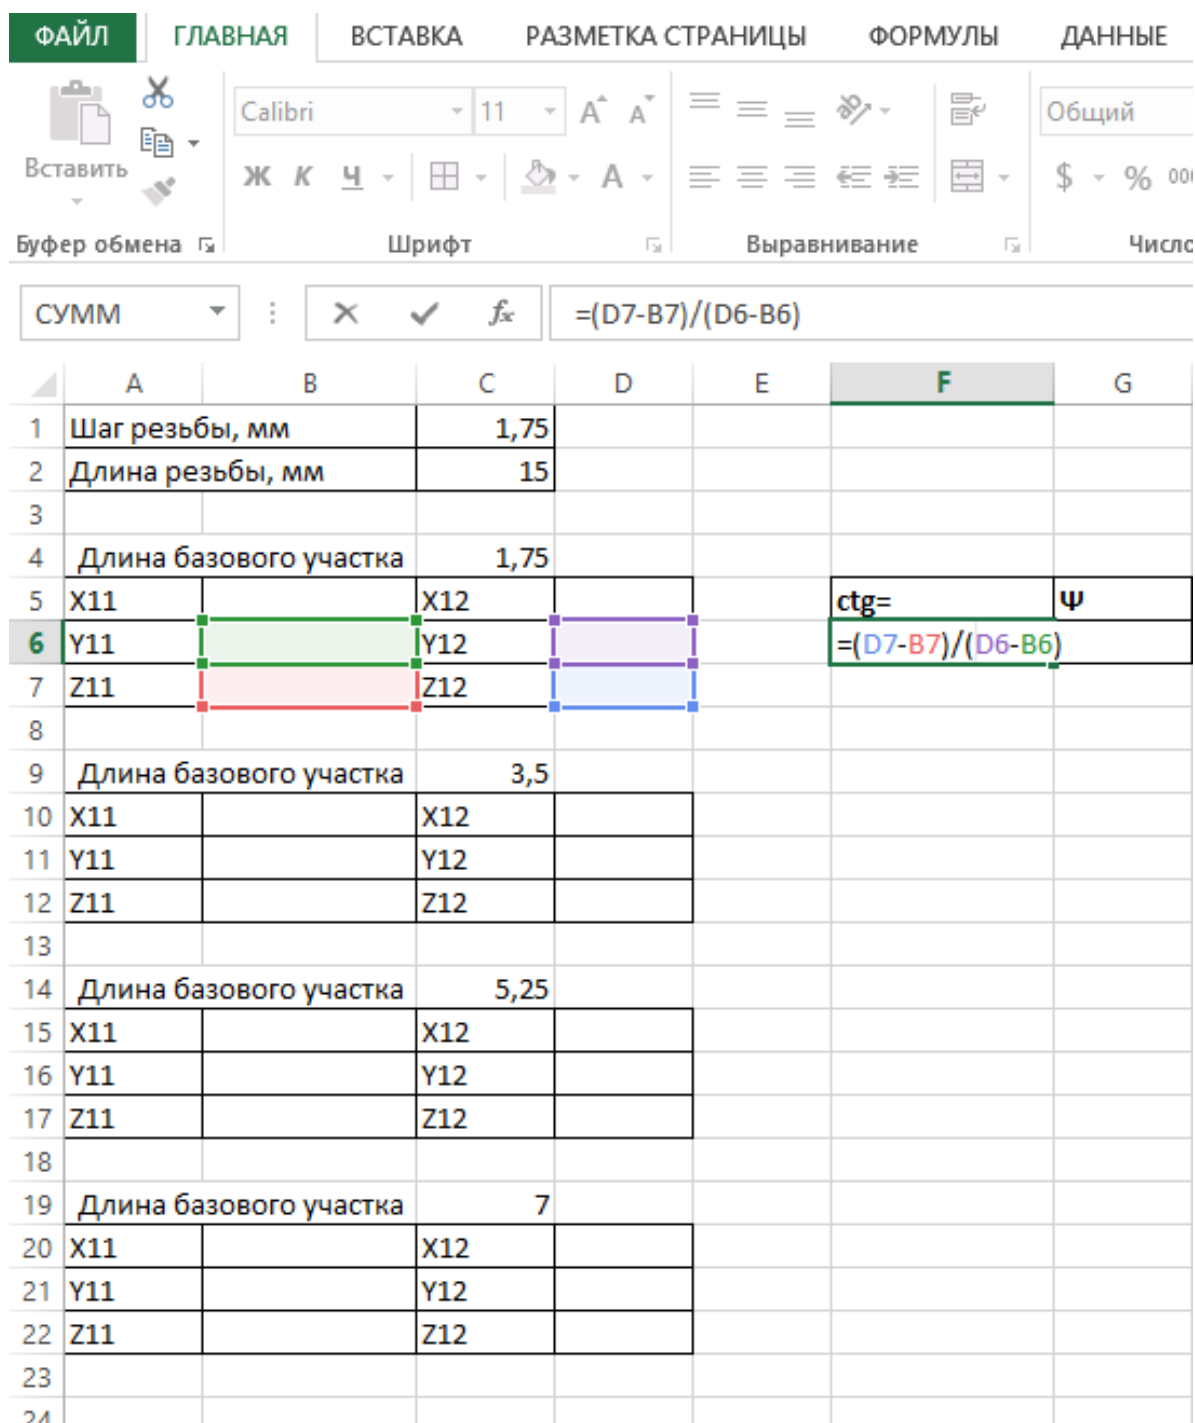 ФАЙЛ ГЛАВНАЯ ВСТАВКА РАЗМЕТКА СТРАНИЦЫ ФОРМУЛЫ ДАННЫЕ
Calibri 11 А А Общий
Вставить Ж К Ч А $ % 000
Буфер обмена Шрифт Выравнивание Число
СУММ fx =(D7-B7)/(D6-B6)
A B C D E F G
1 Шаг резьбы, мм 1,75
2 Длина резьбы, мм 15
3
4 Длина базового участка 1,75
5 X11 X12 ctg= Ψ
6 Y11 Y12 =(D7-B7)/(D6-B6)
7 Z11 Z12
8
9 Длина базового участка 3,5
10 X11 X12
11 Y11 Y12
12 Z11 Z12
13
14 Длина базового участка 5,25
15 X11 X12
16 Y11 Y12
17 Z11 Z12
18
19 Длина базового участка 7
20 X11 X12
21 Y11 Y12
22 Z11 Z12
23
24